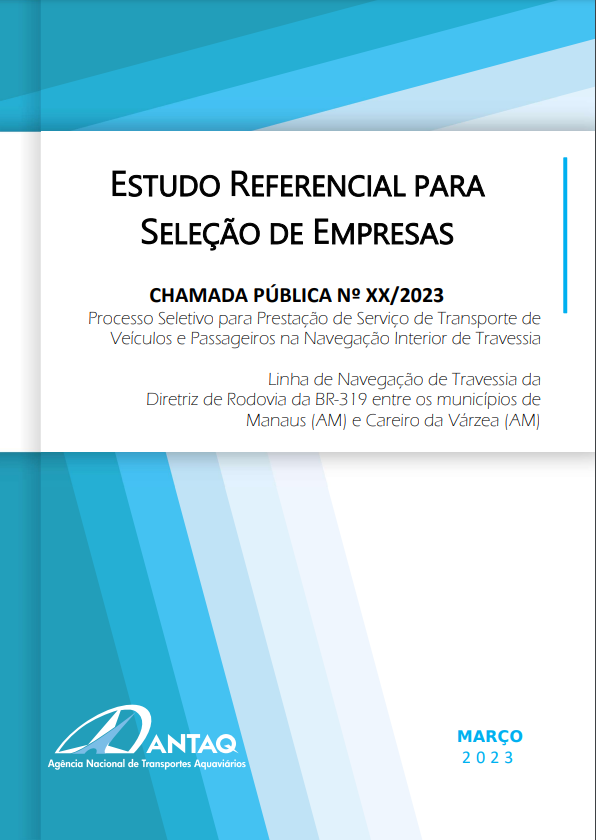 ESTUDO REFERENCIAL PARA
SELEÇÃO DE EMPRESAS
CHAMADA PÚBLICA Nº XX/2023
Processo Seletivo para Prestação de Serviço de Transporte de
Veículos e Passageiros na Navegação Interior de Travessia
Linha de Navegação de Travessia da
Diretriz de Rodovia da BR-319 entre os municípios de
Manaus (AM) e Careiro da Várzea (AM)
ANTAQ
Agência Nacional de Transportes Aquaviários
MARÇO
2023